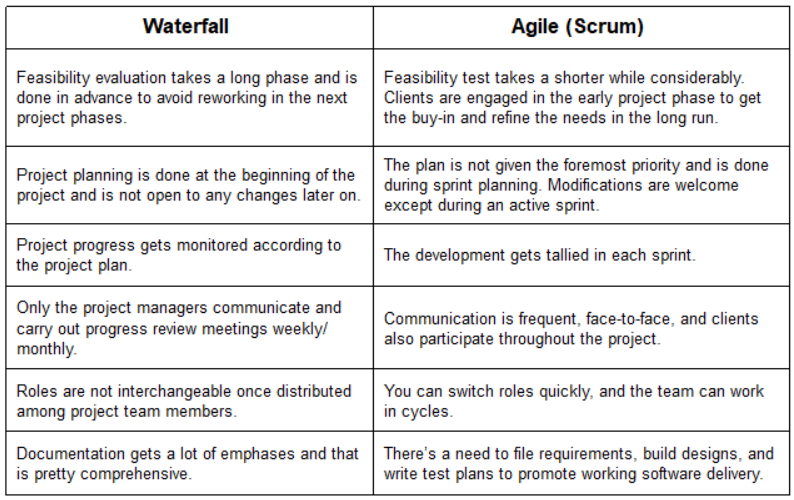 Waterfall
Agile (Scrum)
Feasibility evaluation takes a long phase and is
done in advance to avoid reworking in the next
project phases.
Feasibility test takes a shorter while considerably.
Clients are engaged in the early project phase to get
the buy-in and refine the needs in the long run.
Project planning is done at the beginning of the
project and is not open to any changes later on.
The plan is not given the foremost priority and is done
during sprint planning. Modifications are welcome
except during an active sprint.
Project progress gets monitored according to
the project plan.
The development gets tallied in each sprint.
Only the project managers communicate and
carry out progress review meetings weekly/
monthly.
Communication is frequent, face-to-face, and clients
also participate throughout the project.
Roles are not interchangeable once distributed
among project team members.
You can switch roles quickly, and the team can work
in cycles.
Documentation gets a lot of emphases and that
is pretty comprehensive.
There's a need to file requirements, build designs, and
write test plans to promote working software delivery.